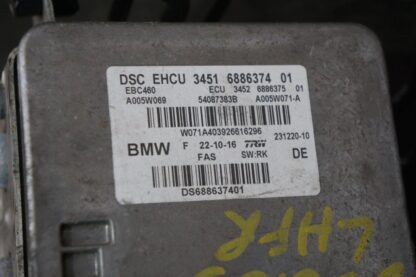 DSC EHCU 3451 6886374 01
EBC460 ECU 3452 6886375 01
A005W069 54087383B A005W071-A
W071A403926616296
231220-10
BMW F 22-10-16 TRW
FAS SW:RK DE
DS688637401
LHFR